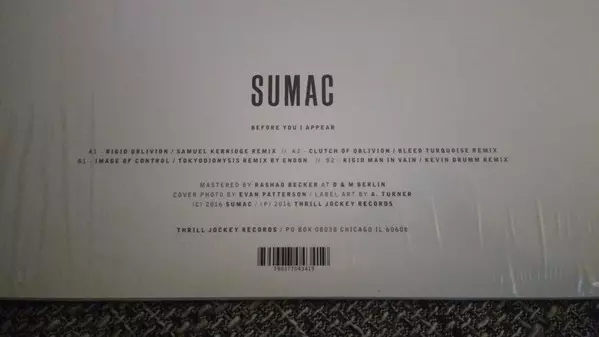 SUMAC
BEFORE YOU I APPEAR
A1 - RIGID OBLIVION / SAMUEL KERRIDGE REMIX // A2 - CLUTCH OF OBLIVION / BLEED TURQUOISE REMIX
B1 - IMAGE OF CONTROL / TOKYODIONYSIS REMIX BY ENDON // B2 - RIGID MAN IN VAIN / KEVIN DRUMM REMIX
MASTERED BY RASHAD BECKER AT D & M BERLIN
COVER PHOTO BY EVAN PATTERSON / LABEL ART BY A. TURNER
(C) 2016 SUMAC / (P) 2016 THRILL JOCKEY RECORDS
THRILL JOCKEY RECORDS / PO BOX 08038 CHICAGO IL 60608